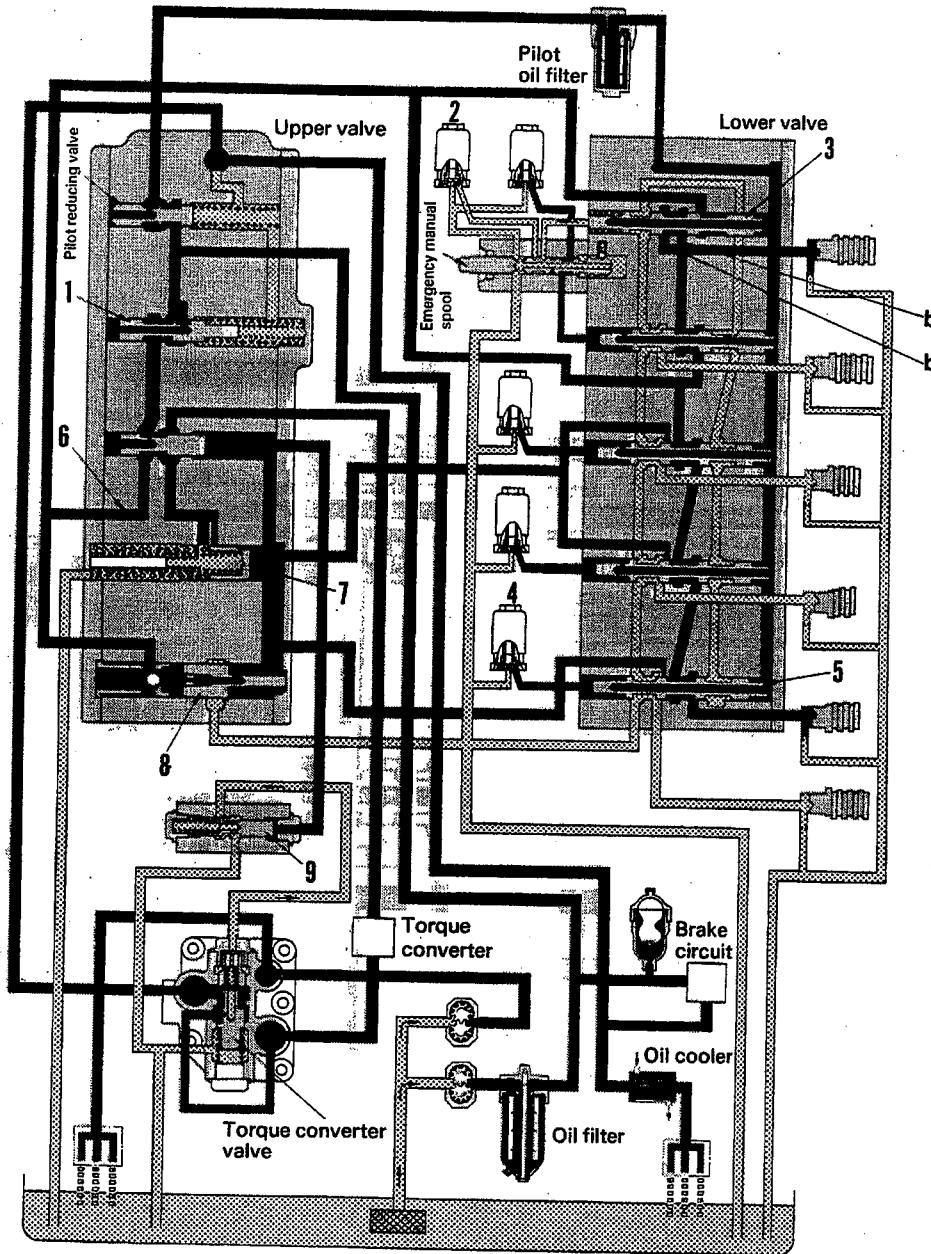 Pilot
oil filter
Upper valve
2
Lower valve
3
Pilot reducing valve
Emergency manual
spool
1
6
7
4
5
8
9
Torque
converter
Brake
circuit
Oil cooler
Torque converter
valve
Oil filter